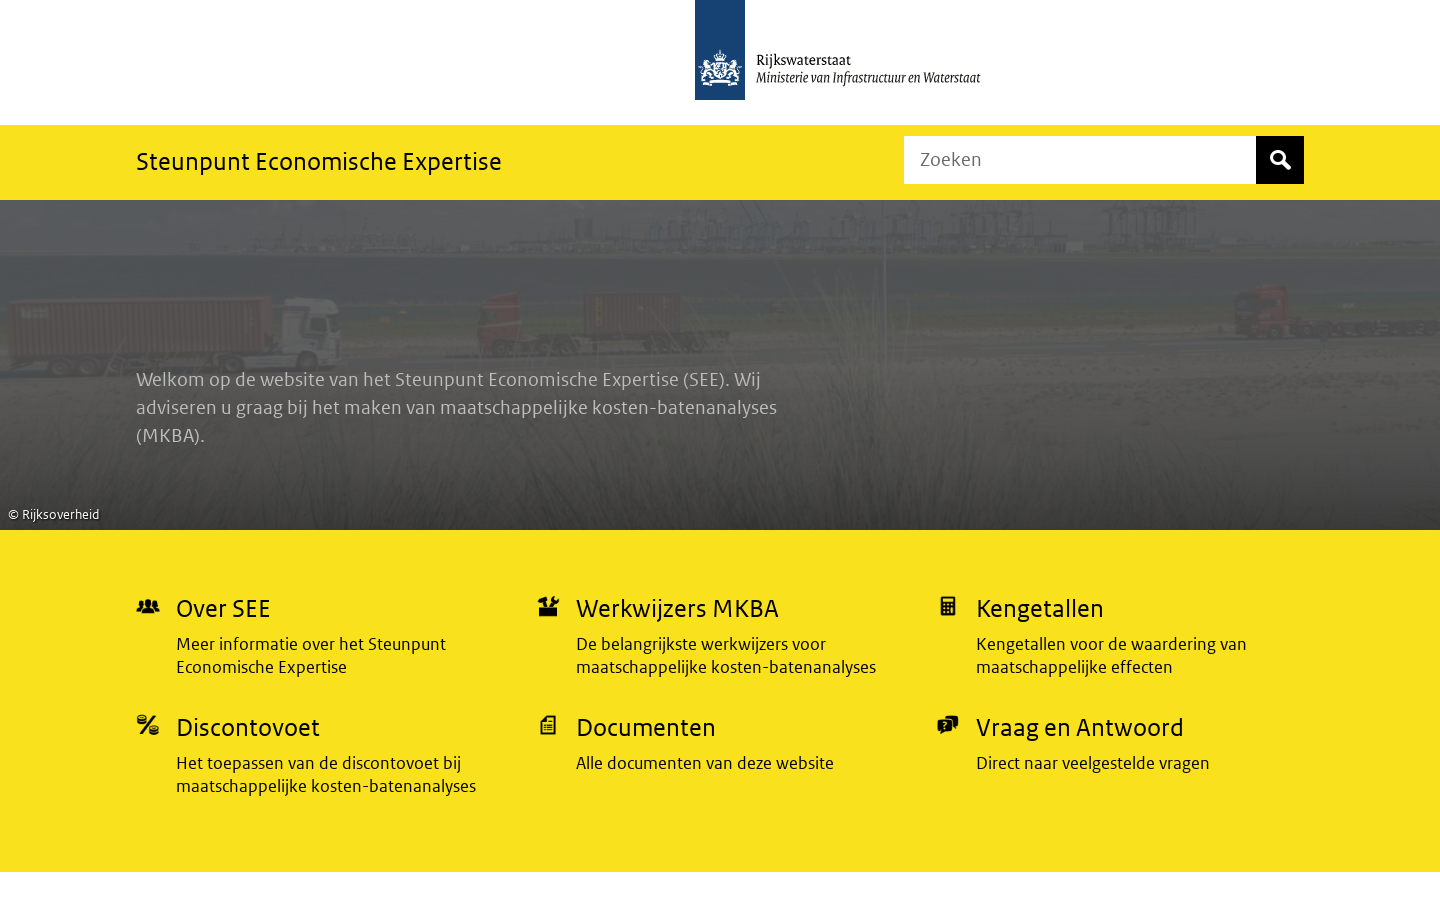 Rijkswaterstaat
Ministerie van Infrastructuur en Waterstaat
Steunpunt Economische Expertise
Zoeken
Welkom op de website van het Steunpunt Economische Expertise (SEE). Wij
adviseren u graag bij het maken van maatschappelijke kosten-batenanalyses
(MKBA).
© Rijksoverheid
Over SEE
Meer informatie over het Steunpunt
Economische Expertise
Werkwijzers MKBA
De belangrijkste werkwijzers voor
maatschappelijke kosten-batenanalyses
Kengetallen
Kengetallen voor de waardering van
maatschappelijke effecten
Discontovoet
Het toepassen van de discontovoet bij
maatschappelijke kosten-batenanalyses
Documenten
Alle documenten van deze website
Vraag en Antwoord
Direct naar veelgestelde vragen